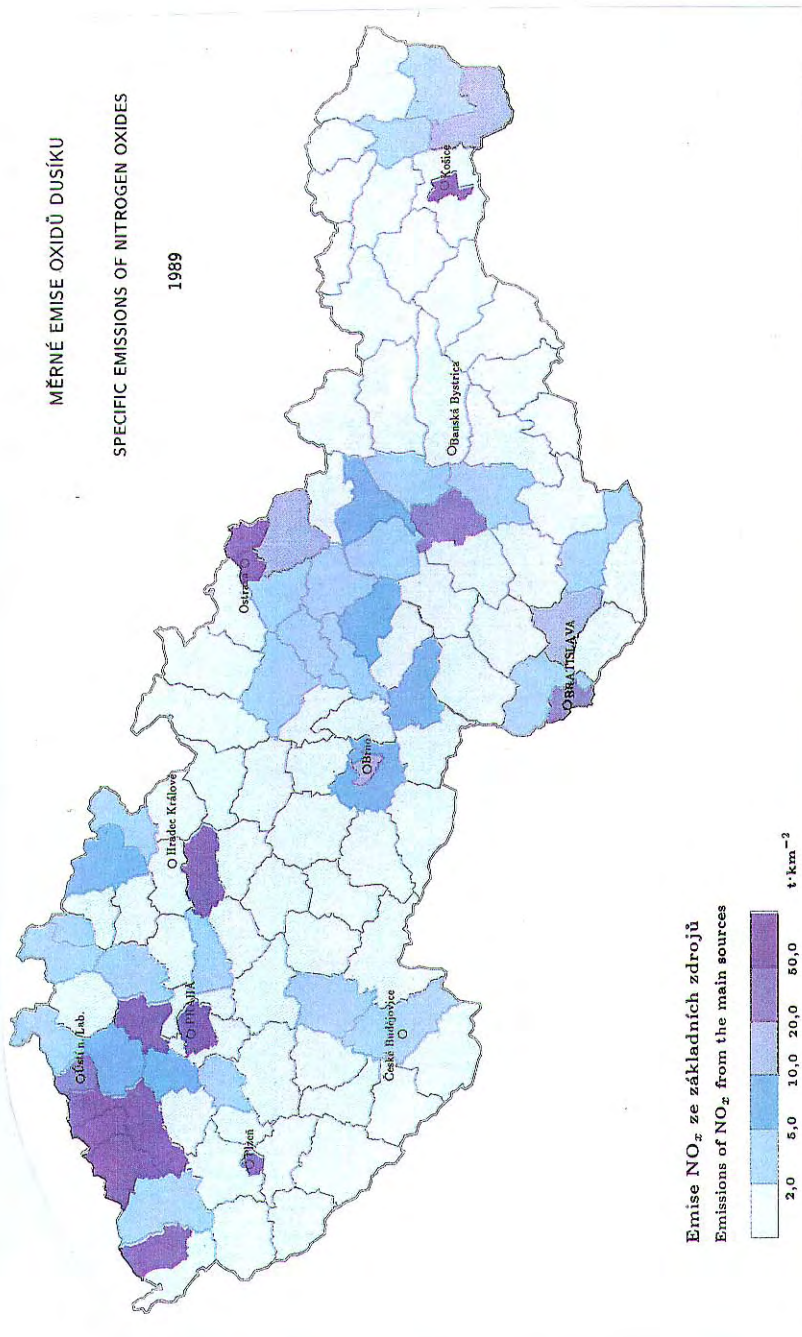 MĚRNÉ EMISE OXIDŮ DUSÍKU
SPECIFIC EMISSIONS OF NITROGEN OXIDES
1989
Ústí n. Lab.
PRAHA
Hradec Králové
Plzeň
České Budějovice
Brno
Ostrava
BRATISLAVA
Banská Bystrica
Košice
Emise NOₓ ze základních zdrojů
Emissions of NOₓ from the main sources
2,0 5,0 10,0 20,0 50,0 t·km⁻²